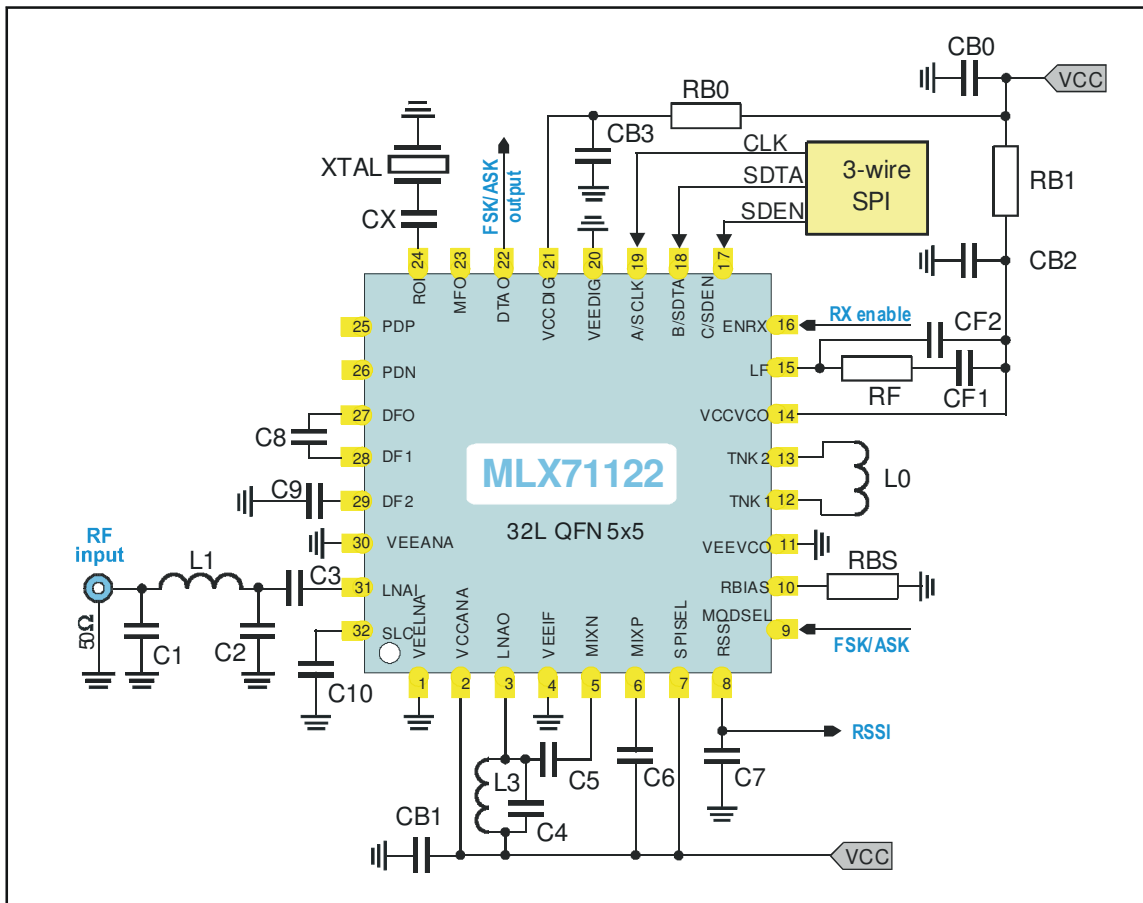 CB0
VCC
RB0
CB3
CLK
SDTA
SDEN
3-wire
SPI
RB1
XTAL
CX
FSK/ASK
output
CB2
24
23
22
21
20
19
18
17
ROI
MFO
DTAO
VCCDIG
VEEDIG
A/SCLK
B/SDTA
C/SDEN
25 PDP
26 PDN
27 DFO
28 DF1
29 DF2
30 VEEANA
31 LNAI
32 SLC
C8
C9
RF
input
50Ω
L1
C3
C1
C2
C10
MLX71122
32L QFN 5x5
ENRX 16
RX enable
CF2
LF 15
RF
CF1
VCCVCO 14
TNK2 13
L0
TNK1 12
VEEVCO 11
RBIAS 10
RBS
MODSEL
9
FSK/ASK
VEELNA
VCCANA
LNAO
VEEIF
MIXN
MIXP
SPISEL
RSSI
1
2
3
4
5
6
7
8
RSSI
L3
C4
C5
C6
C7
CB1
VCC